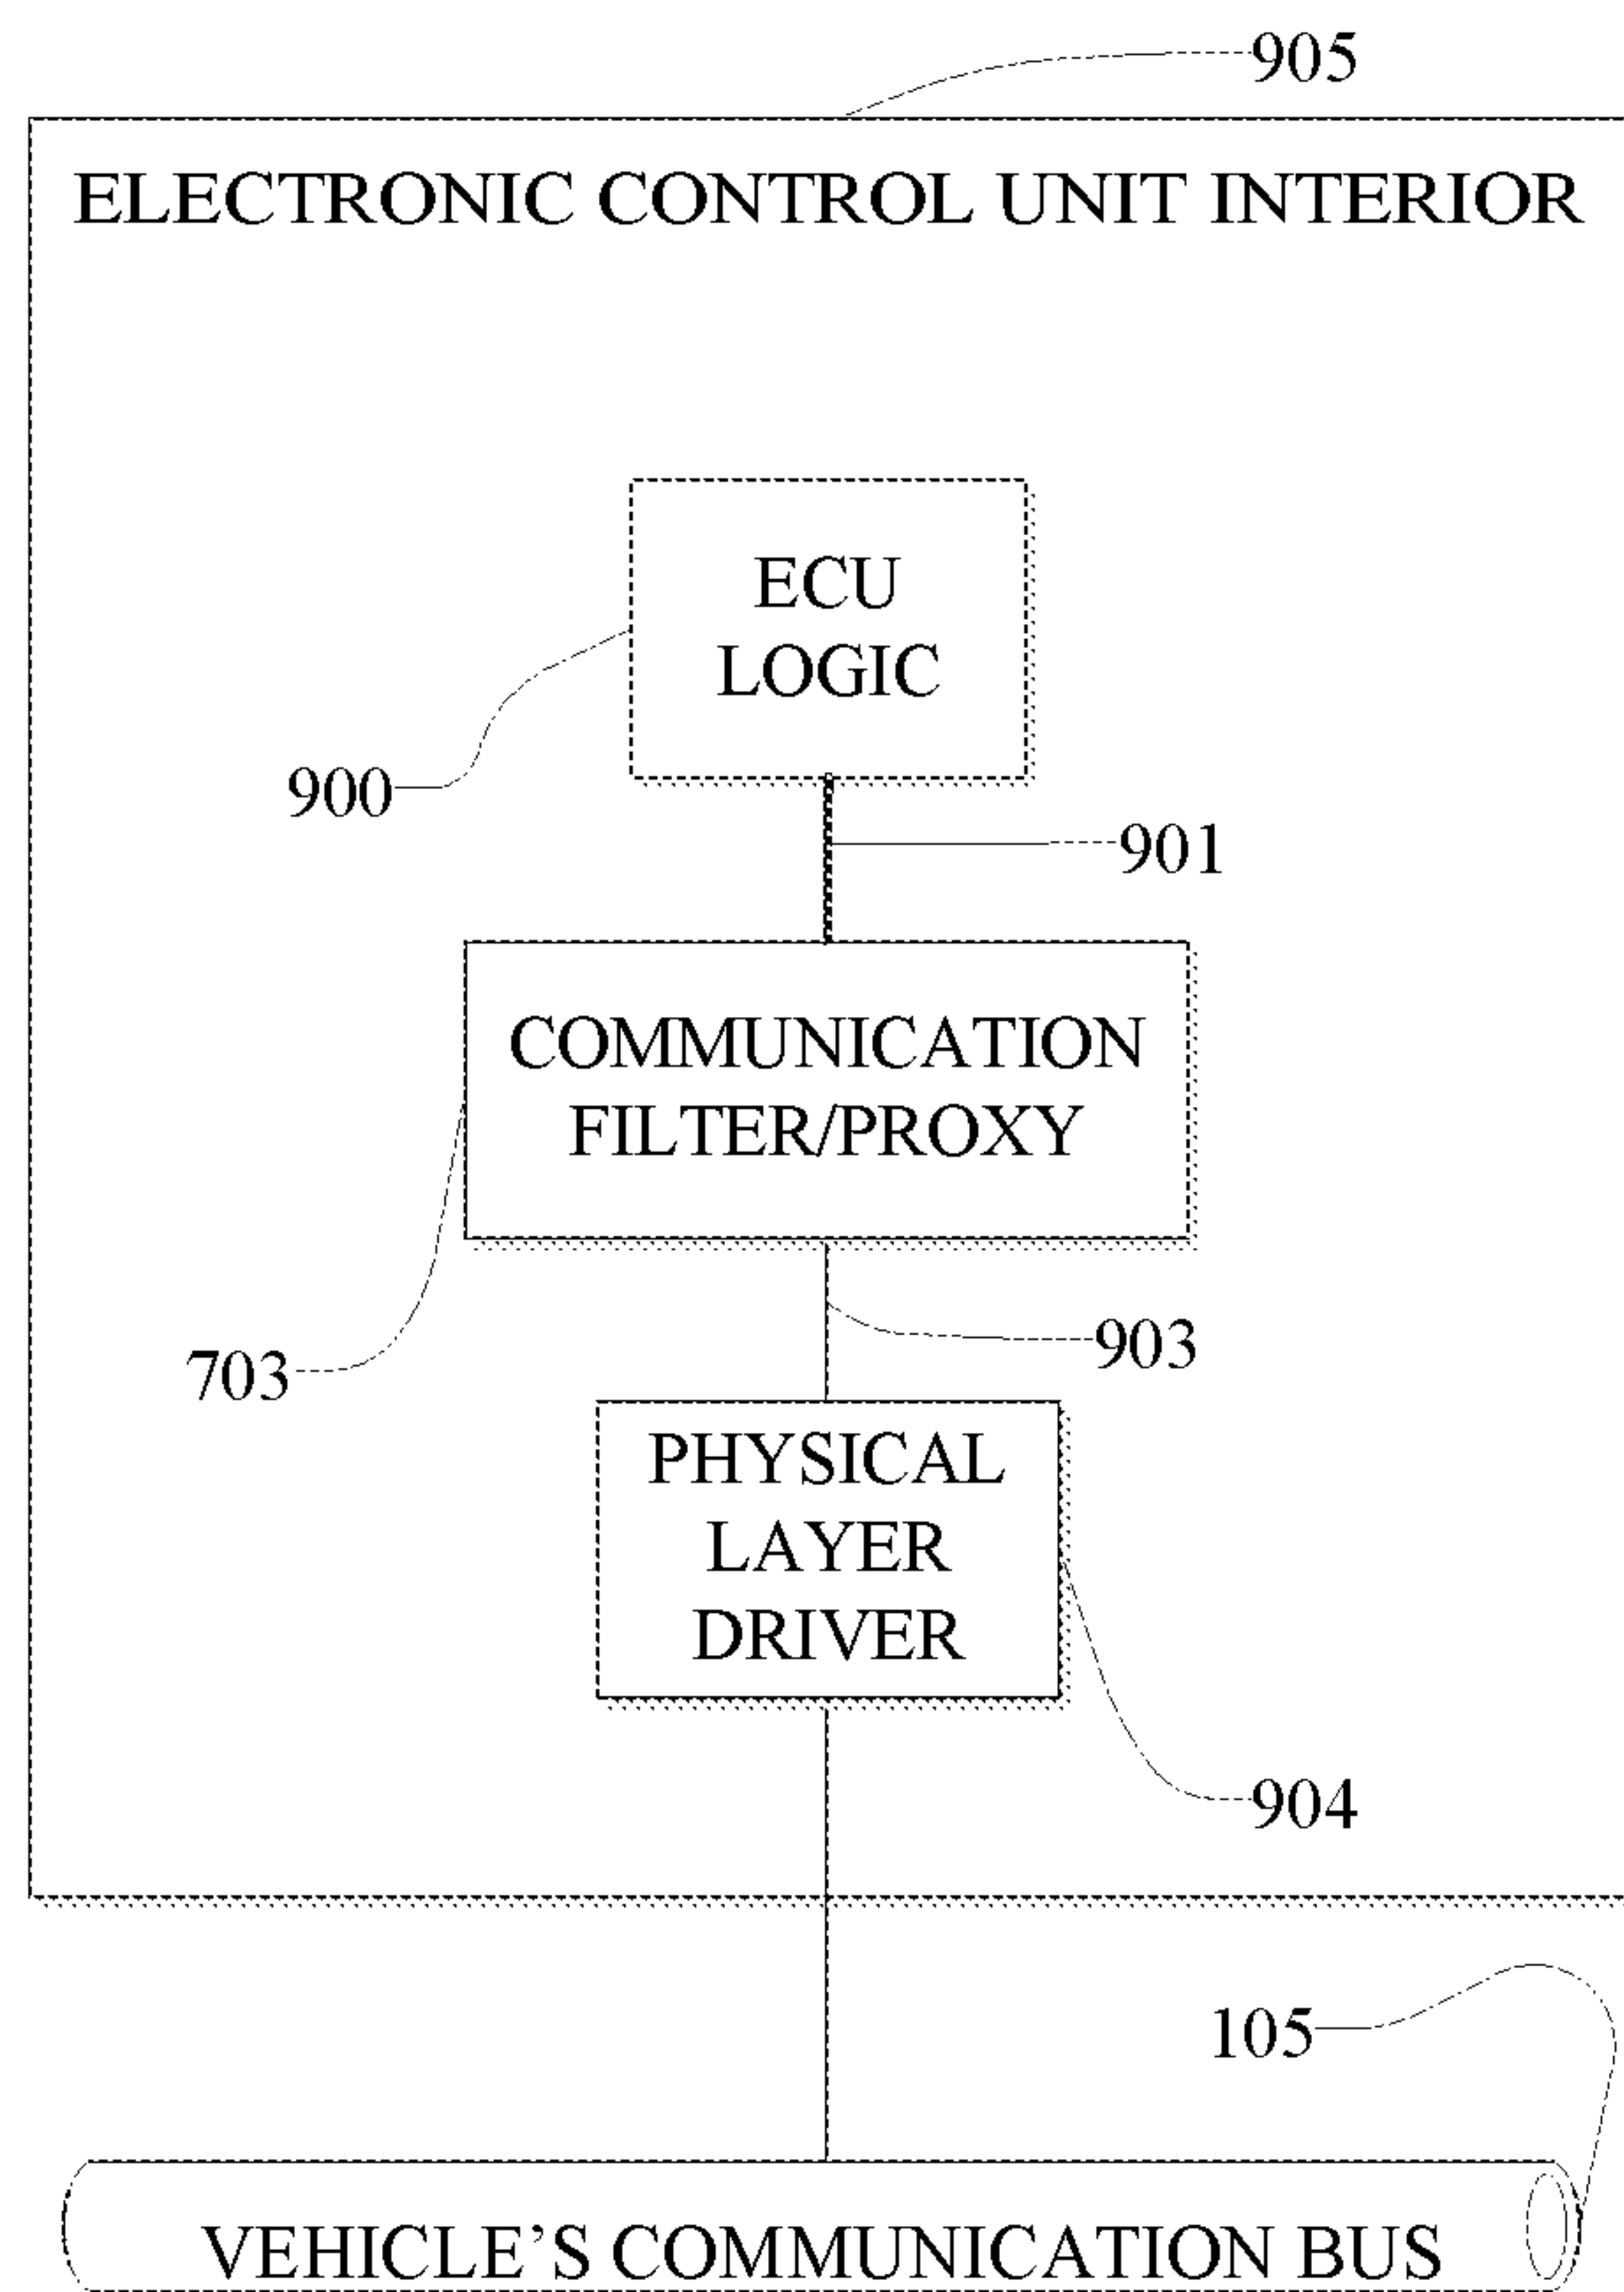 905
ELECTRONIC CONTROL UNIT INTERIOR
ECU
LOGIC
900
901
COMMUNICATION
FILTER/PROXY
903
703
PHYSICAL
LAYER
DRIVER
904
105
VEHICLE’S COMMUNICATION BUS